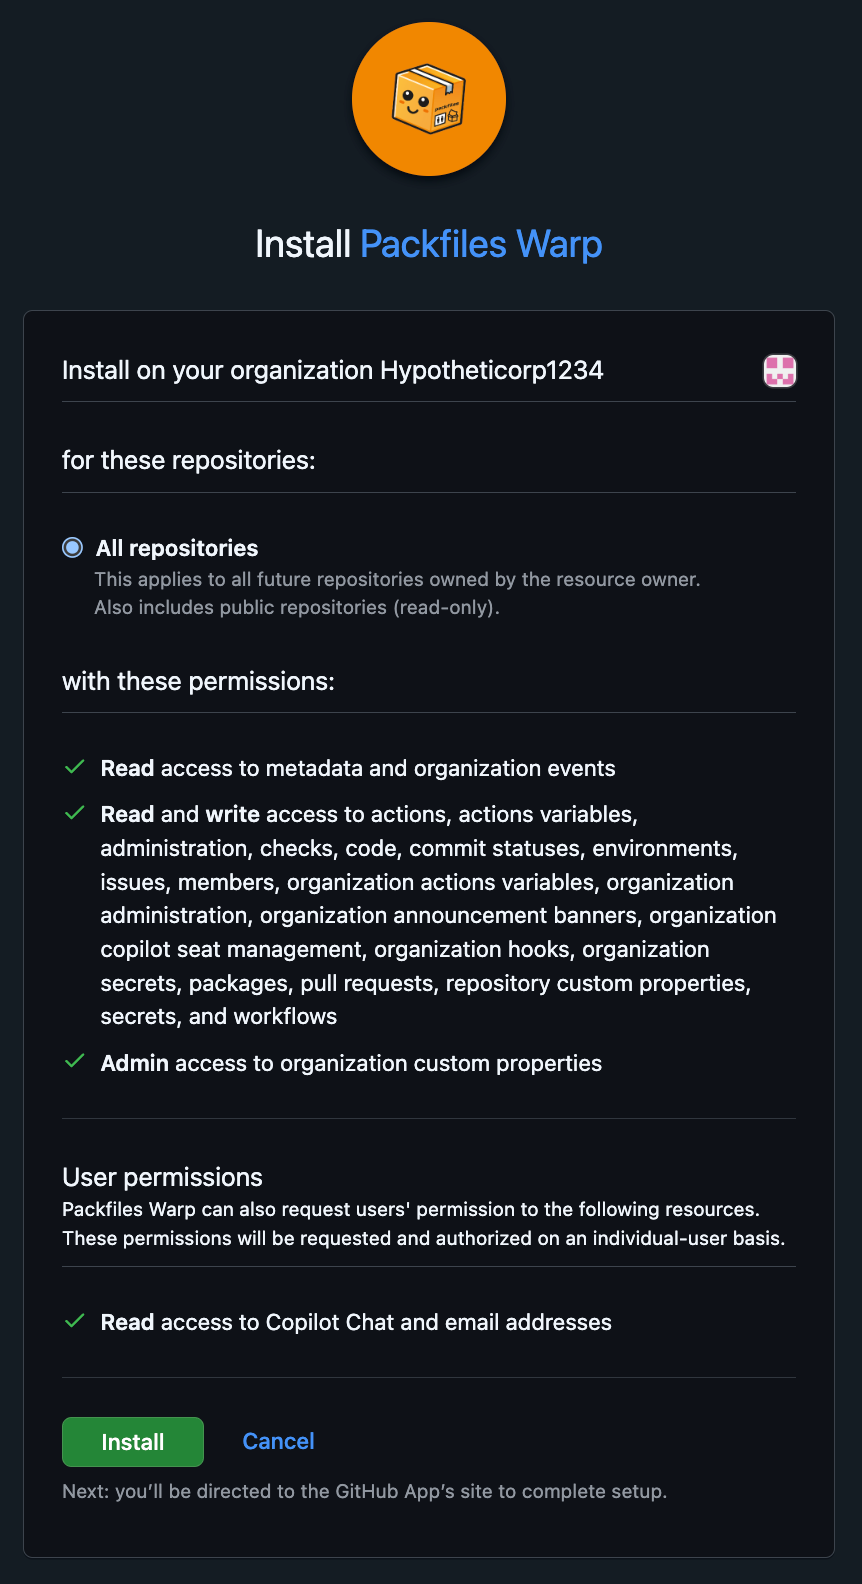 packfiles
Install Packfiles Warp
Install on your organization Hypotheticorp1234
for these repositories:
All repositories
This applies to all future repositories owned by the resource owner.
Also includes public repositories (read-only).
with these permissions:
Read access to metadata and organization events
Read and write access to actions, actions variables,
administration, checks, code, commit statuses, environments,
issues, members, organization actions variables, organization
administration, organization announcement banners, organization
copilot seat management, organization hooks, organization
secrets, packages, pull requests, repository custom properties,
secrets, and workflows
Admin access to organization custom properties
User permissions
Packfiles Warp can also request users' permission to the following resources.
These permissions will be requested and authorized on an individual-user basis.
Read access to Copilot Chat and email addresses
Install Cancel
Next: you’ll be directed to the GitHub App’s site to complete setup.